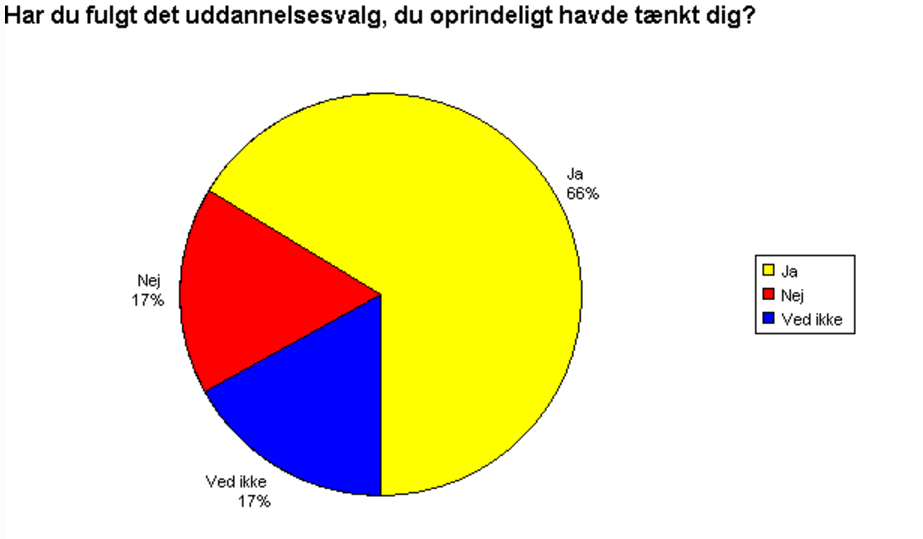 Har du fulgt det uddannelsesvalg, du oprindeligt havde tænkt dig?
Ja
66%
Nej
17%
Ved ikke
17%
Ja
Nej
Ved ikke